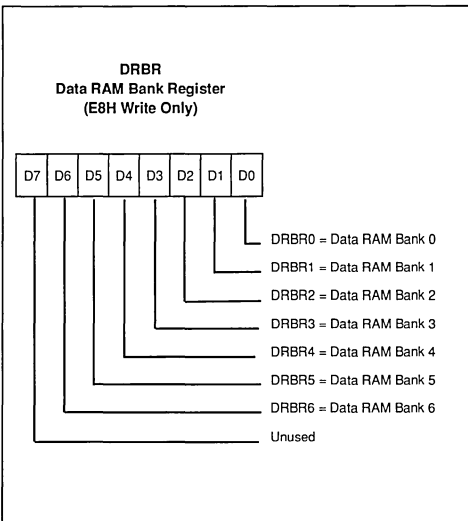 DRBR
Data RAM Bank Register
(E8H Write Only)
D7 D6 D5 D4 D3 D2 D1 D0
DRBR0 = Data RAM Bank 0
DRBR1 = Data RAM Bank 1
DRBR2 = Data RAM Bank 2
DRBR3 = Data RAM Bank 3
DRBR4 = Data RAM Bank 4
DRBR5 = Data RAM Bank 5
DRBR6 = Data RAM Bank 6
Unused